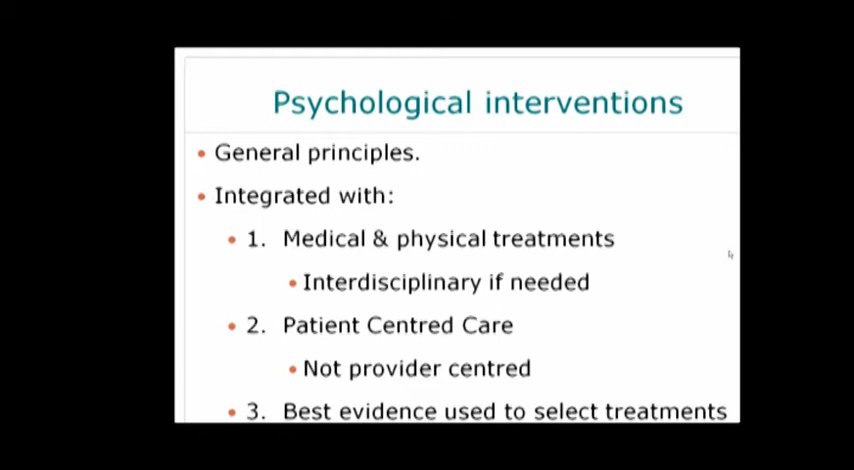 Psychological interventions
• General principles.
• Integrated with:
• 1. Medical & physical treatments
• Interdisciplinary if needed
• 2. Patient Centred Care
• Not provider centred
• 3. Best evidence used to select treatments